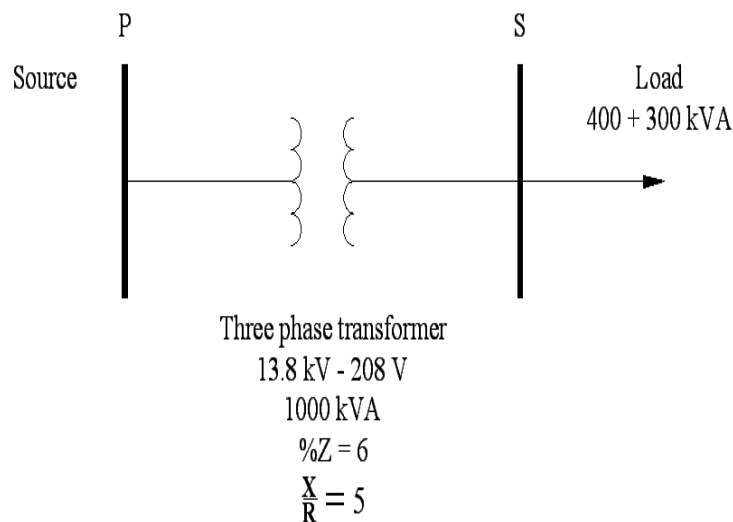 P
S
Source
Load
400 + 300 kVA
Three phase transformer
13.8 kV - 208 V
1000 kVA
%Z = 6
X
R = 5